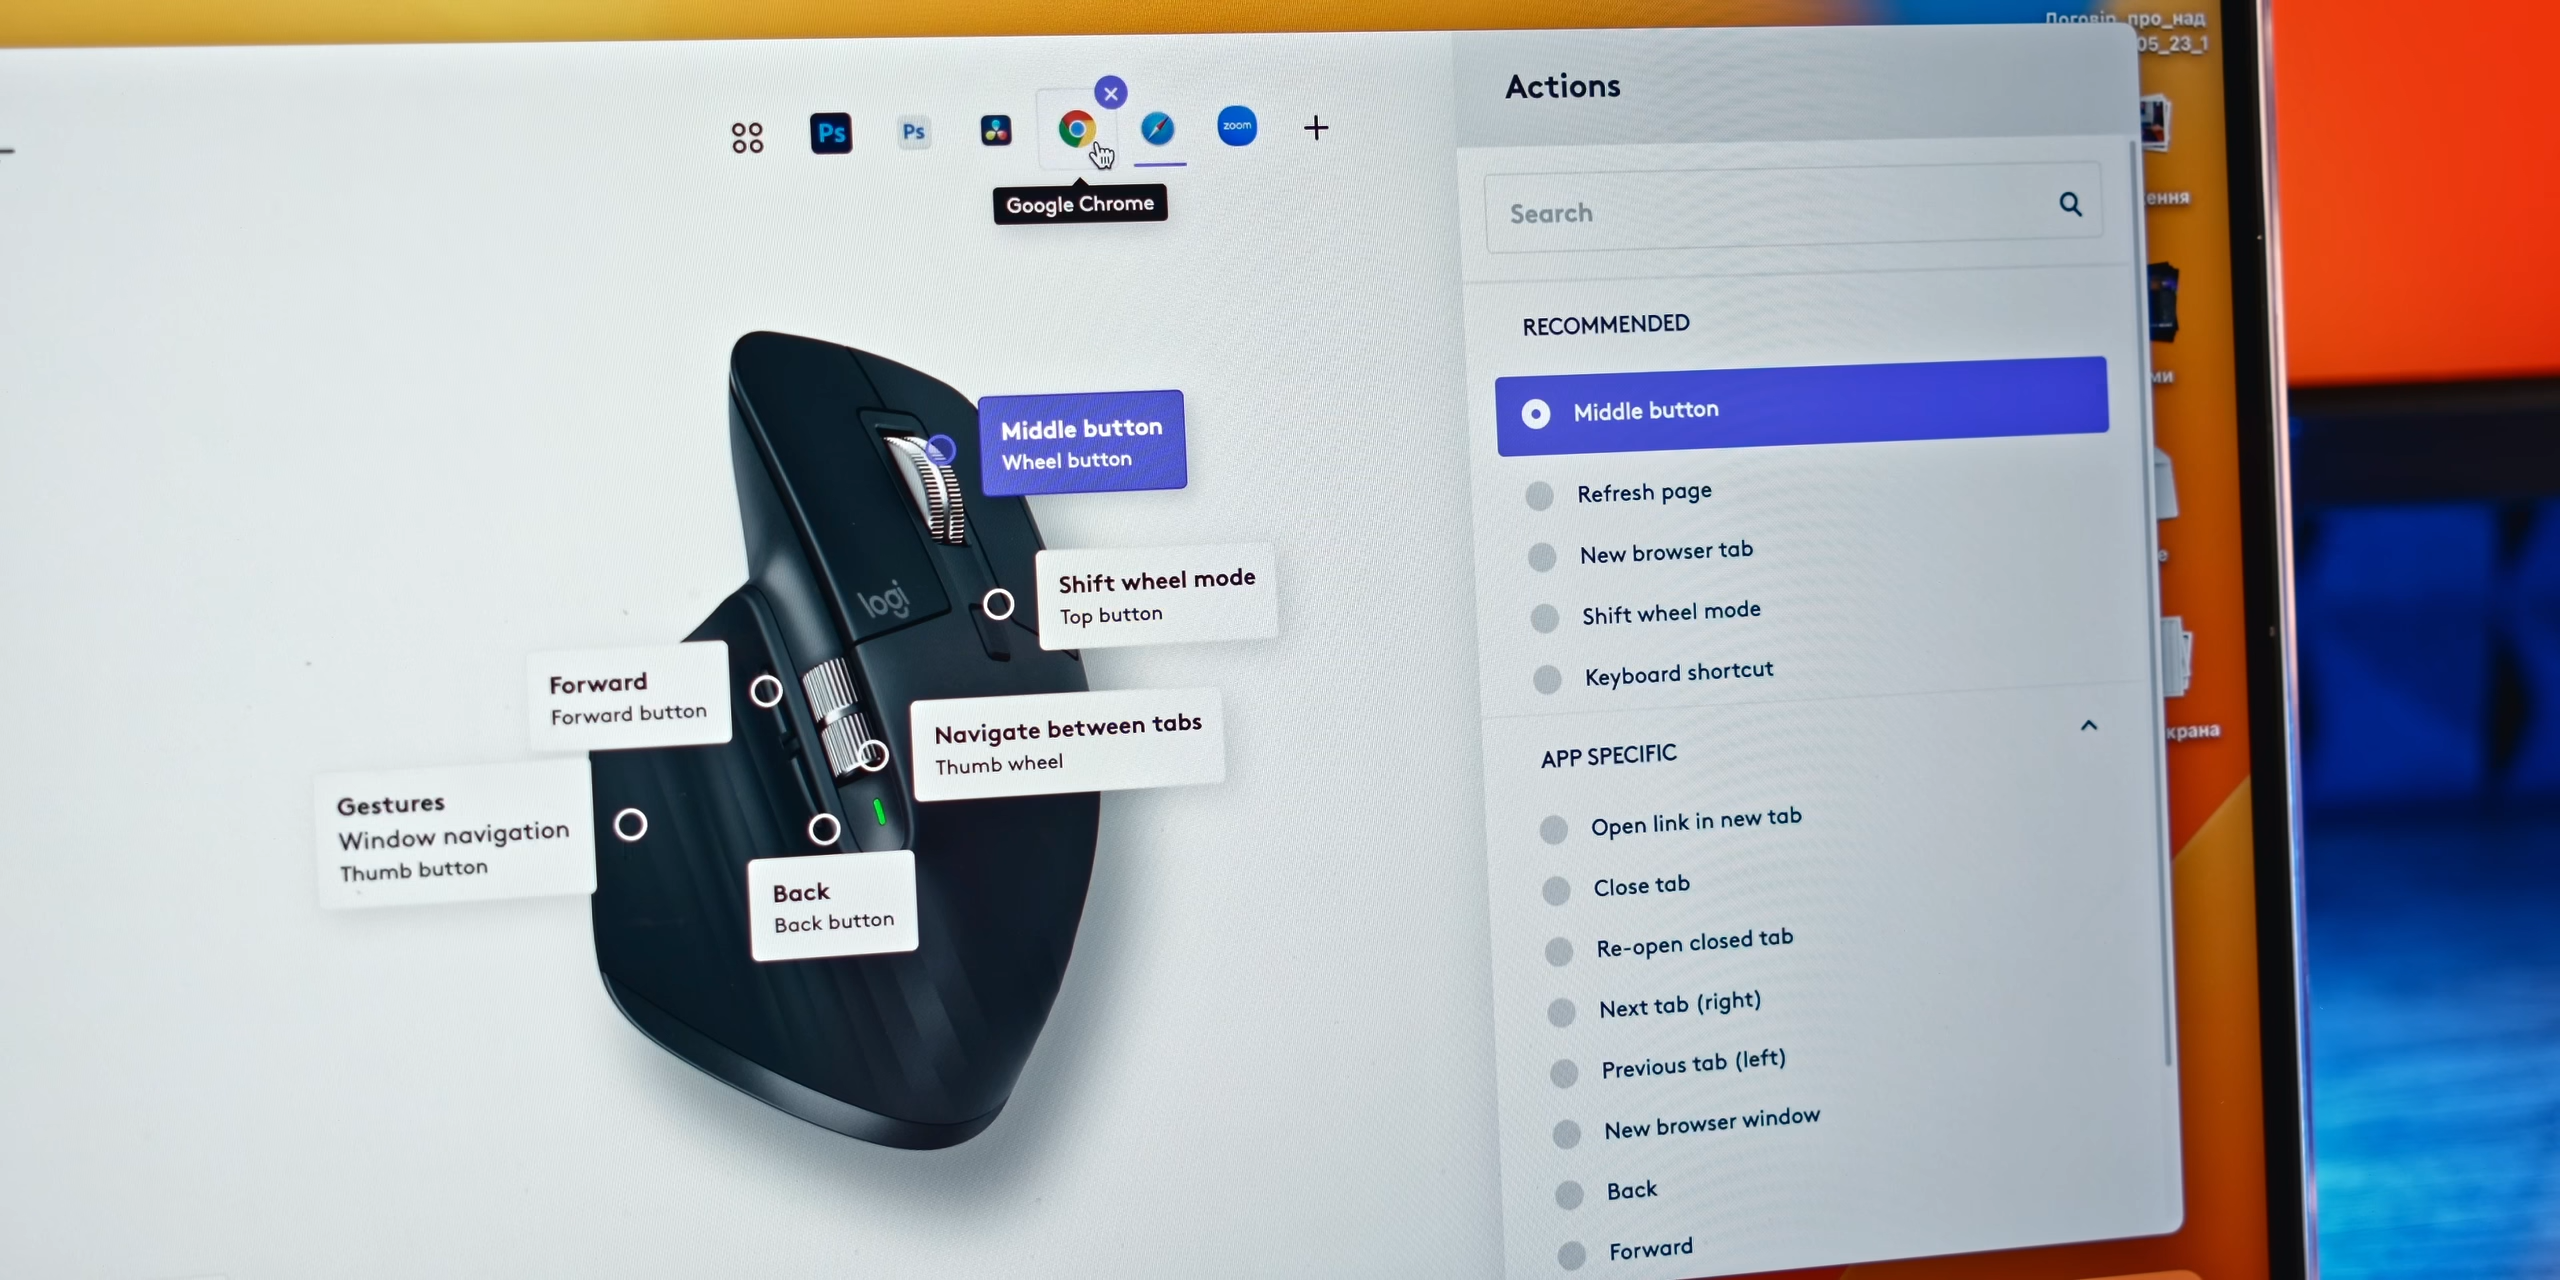 Договір_про_над
05_23_1
Actions
Ps
Ps
zoom
Google Chrome
Search
ення
RECOMMENDED
ми
Middle button
Middle button
Wheel button
Refresh page
New browser tab
е
Shift wheel mode
Top button
logi
Shift wheel mode
Keyboard shortcut
Forward
Forward button
Navigate between tabs
Thumb wheel
крана
APP SPECIFIC
Gestures
Window navigation
Thumb button
Open link in new tab
Back
Back button
Close tab
Re-open closed tab
Next tab (right)
Previous tab (left)
New browser window
Back
Forward